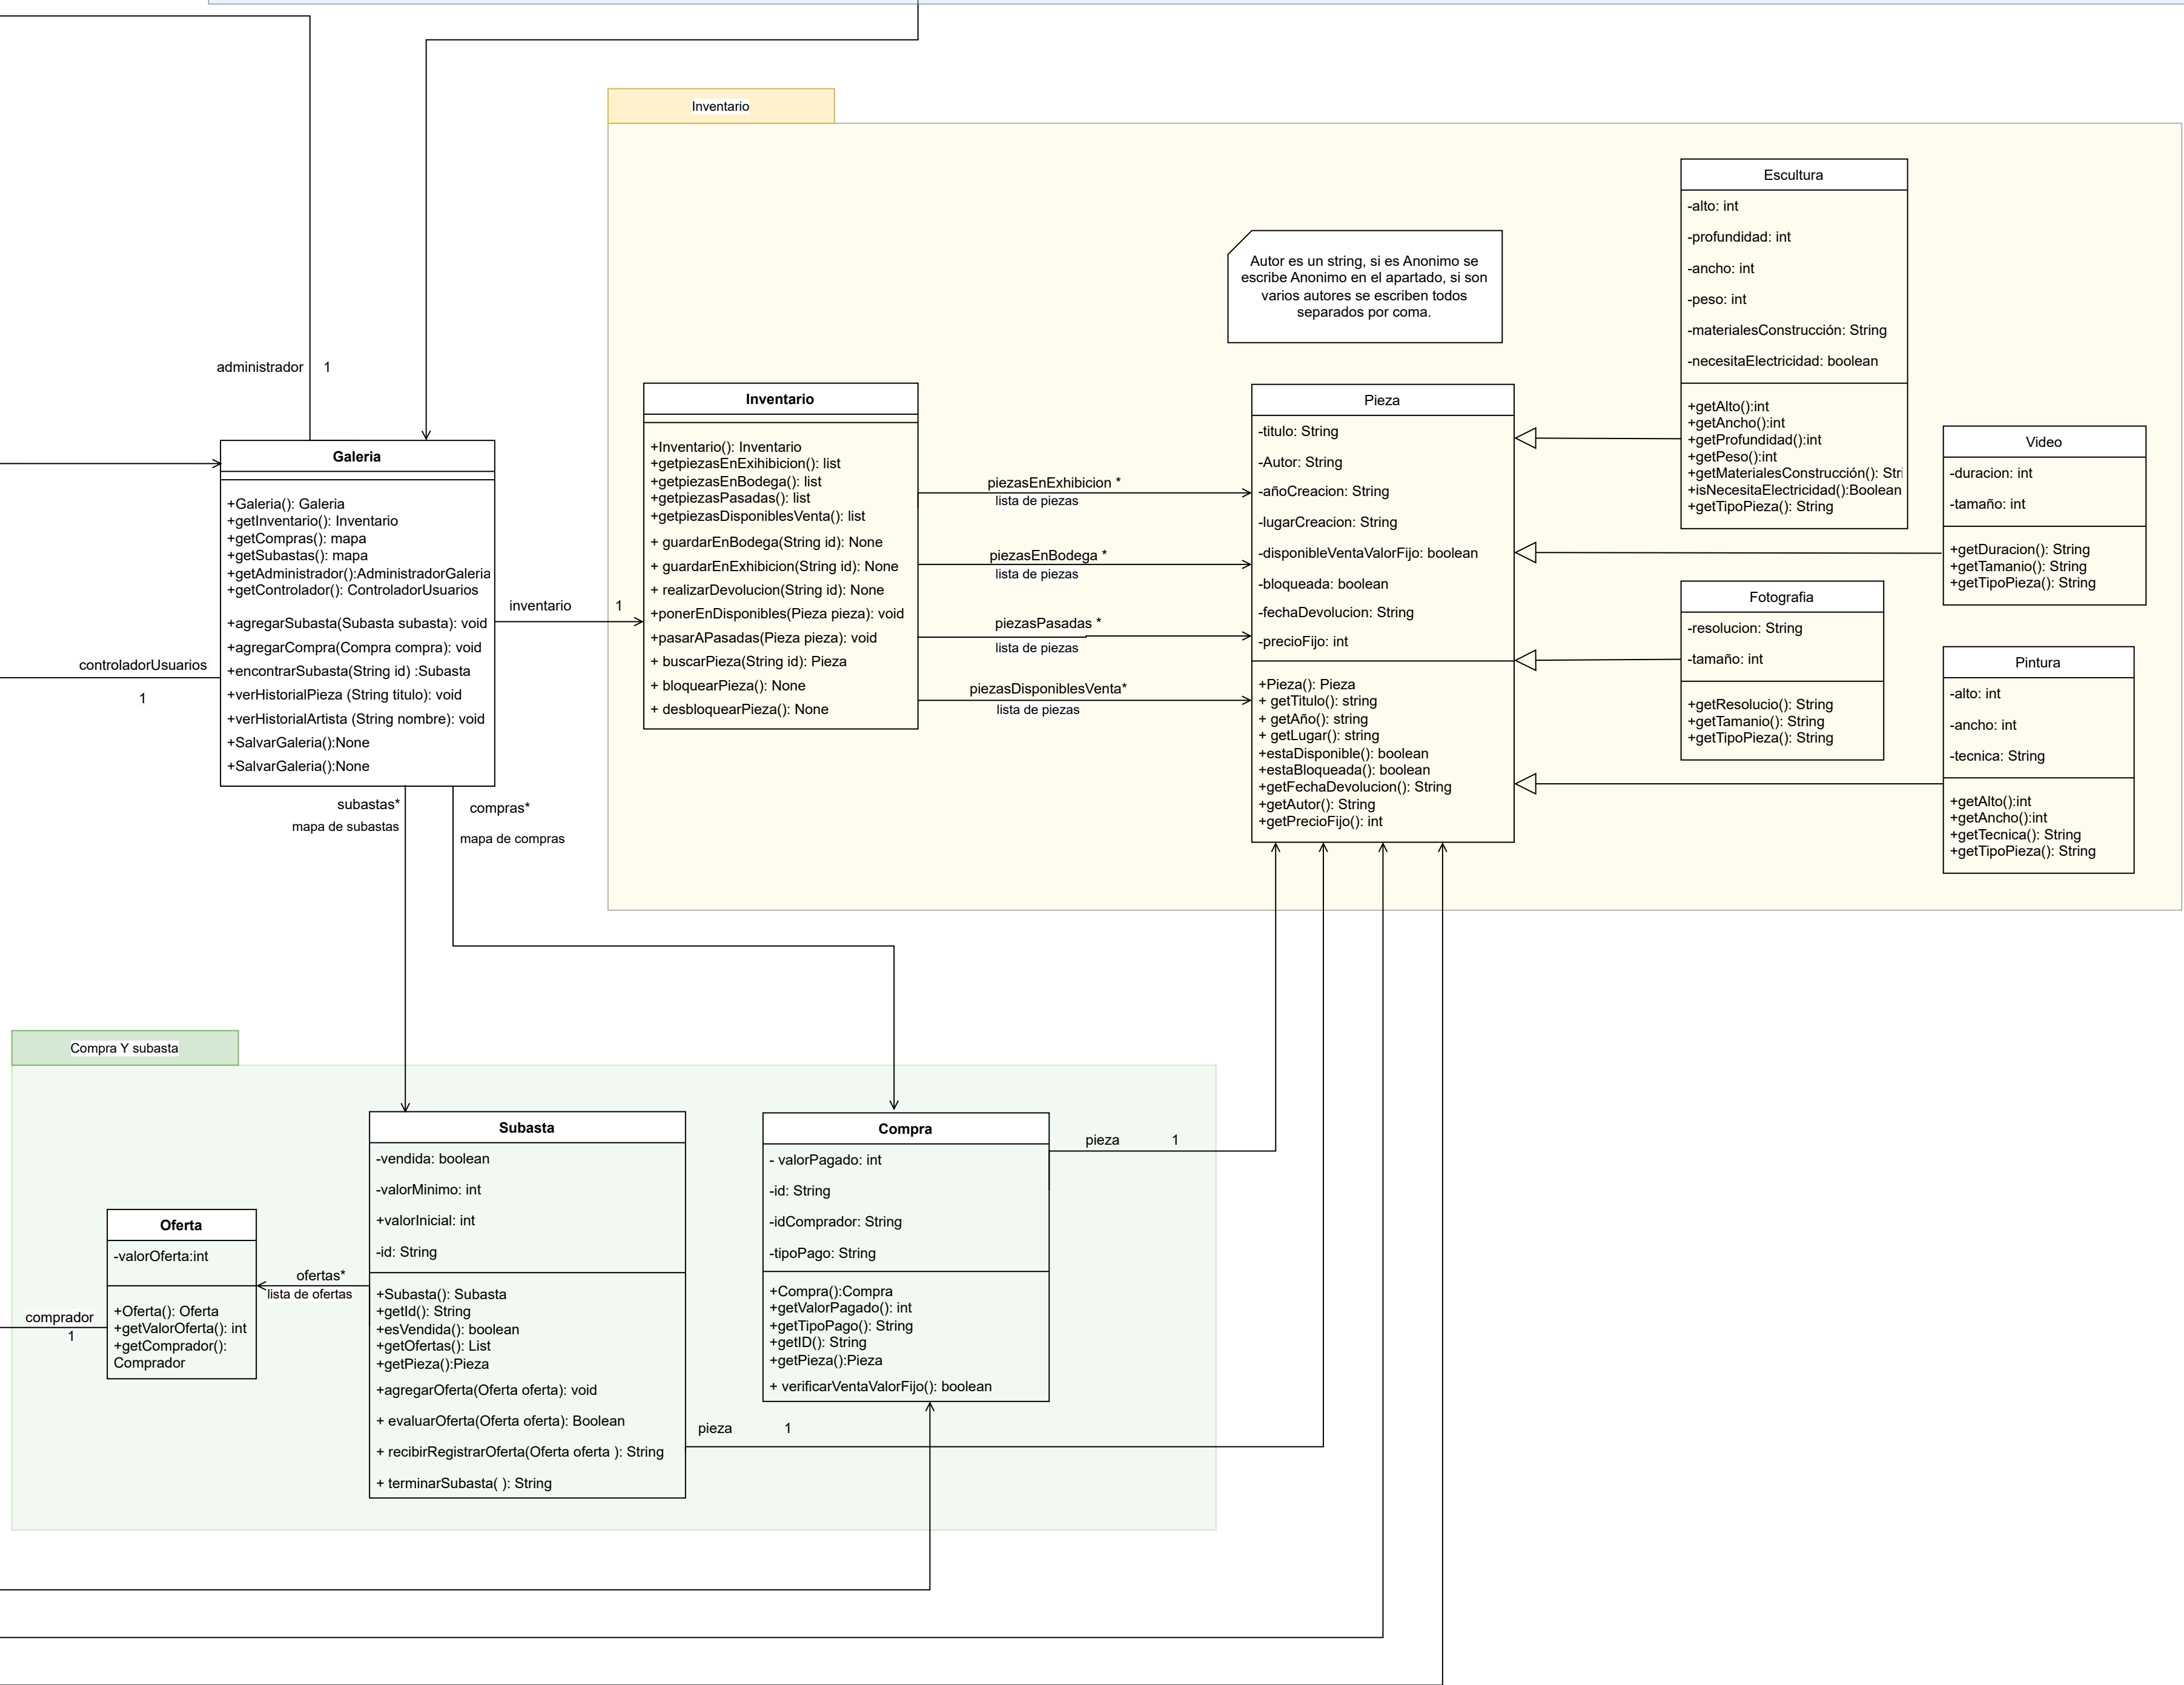 Inventario
Autor es un string, si es Anonimo se
escribe Anonimo en el apartado, si son
varios autores se escriben todos
separados por coma.
Escultura
-alto: int
-profundidad: int
-ancho: int
-peso: int
-materialesConstrucción: String
-necesitaElectricidad: boolean
+getAlto():int
+getAncho():int
+getProfundidad():int
+getPeso():int
+getMaterialesConstrucción(): Stri
+isNecesitaElectricidad():Boolean
+getTipoPieza(): String
Video
-duracion: int
-tamaño: int
+getDuracion(): String
+getTamanio(): String
+getTipoPieza(): String
Fotografia
-resolucion: String
-tamaño: int
+getResolucio(): String
+getTamanio(): String
+getTipoPieza(): String
Pintura
-alto: int
-ancho: int
-tecnica: String
+getAlto():int
+getAncho():int
+getTecnica(): String
+getTipoPieza(): String
administrador 1
controladorUsuarios
1
Galeria
+Galeria(): Galeria
+getInventario(): Inventario
+getCompras(): mapa
+getSubastas(): mapa
+getAdministrador():AdministradorGaleria
+getControlador(): ControladorUsuarios
+agregarSubasta(Subasta subasta): void
+agregarCompra(Compra compra): void
+encontrarSubasta(String id) :Subasta
+verHistorialPieza (String titulo): void
+verHistorialArtista (String nombre): void
+SalvarGaleria():None
+SalvarGaleria():None
inventario 1
Inventario
+Inventario(): Inventario
+getpiezasEnExihibicion(): list
+getpiezasEnBodega(): list
+getpiezasPasadas(): list
+getpiezasDisponiblesVenta(): list
+ guardarEnBodega(String id): None
+ guardarEnExhibicion(String id): None
+ realizarDevolucion(String id): None
+ponerEnDisponibles(Pieza pieza): void
+pasarAPasadas(Pieza pieza): void
+ buscarPieza(String id): Pieza
+ bloquearPieza(): None
+ desbloquearPieza(): None
piezasEnExhibicion *
lista de piezas
piezasEnBodega *
lista de piezas
piezasPasadas *
lista de piezas
piezasDisponiblesVenta*
lista de piezas
Pieza
-titulo: String
-Autor: String
-añoCreacion: String
-lugarCreacion: String
-disponibleVentaValorFijo: boolean
-bloqueada: boolean
-fechaDevolucion: String
-precioFijo: int
+Pieza(): Pieza
+ getTitulo(): string
+ getAño(): string
+ getLugar(): string
+estaDisponible(): boolean
+estaBloqueada(): boolean
+getFechaDevolucion(): String
+getAutor(): String
+getPrecioFijo(): int
subastas*
mapa de subastas
compras*
mapa de compras
Compra Y subasta
Oferta
-valorOferta:int
+Oferta(): Oferta
+getValorOferta(): int
+getComprador():
Comprador
comprador
1
ofertas*
lista de ofertas
Subasta
-vendida: boolean
-valorMinimo: int
+valorInicial: int
-id: String
+Subasta(): Subasta
+getId(): String
+esVendida(): boolean
+getOfertas(): List
+getPieza():Pieza
+agregarOferta(Oferta oferta): void
+ evaluarOferta(Oferta oferta): Boolean
+ recibirRegistrarOferta(Oferta oferta ): String
+ terminarSubasta( ): String
pieza 1
Compra
- valorPagado: int
-id: String
-idComprador: String
-tipoPago: String
+Compra():Compra
+getValorPagado(): int
+getTipoPago(): String
+getID(): String
+getPieza():Pieza
+ verificarVentaValorFijo(): boolean
pieza 1